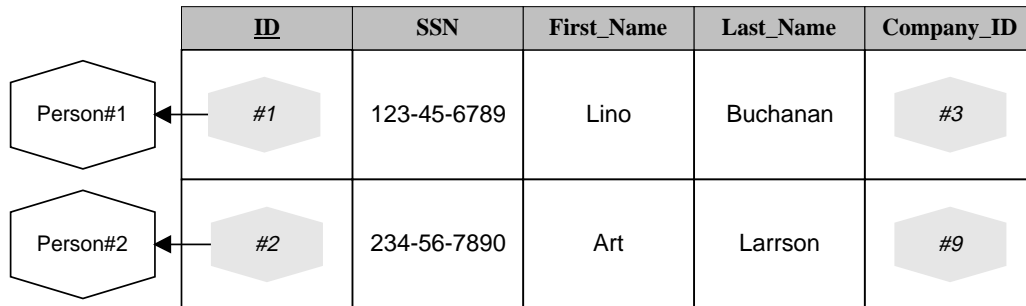 ID SSN First_Name Last_Name Company_ID
Person#1 #1 123-45-6789 Lino Buchanan #3
Person#2 #2 234-56-7890 Art Larrson #9